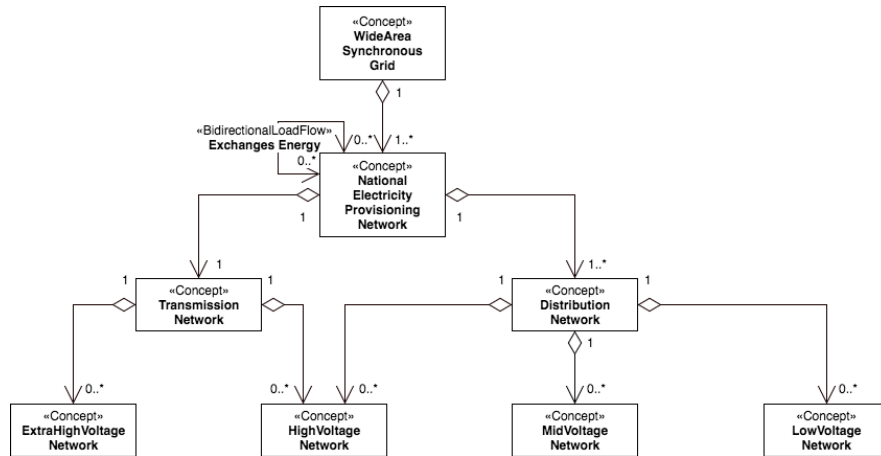 «Concept»
WideArea
Synchronous
Grid
1
«BidirectionalLoadFlow»
Exchanges Energy
0..*
1..*
0..*
«Concept»
National
Electricity
Provisioning
Network
1
1
1
1..*
1
«Concept»
Transmission
Network
1
1
«Concept»
Distribution
Network
1
1
0..*
0..*
0..*
0..*
0..*
«Concept»
ExtraHighVoltage
Network
«Concept»
HighVoltage
Network
«Concept»
MidVoltage
Network
«Concept»
LowVoltage
Network